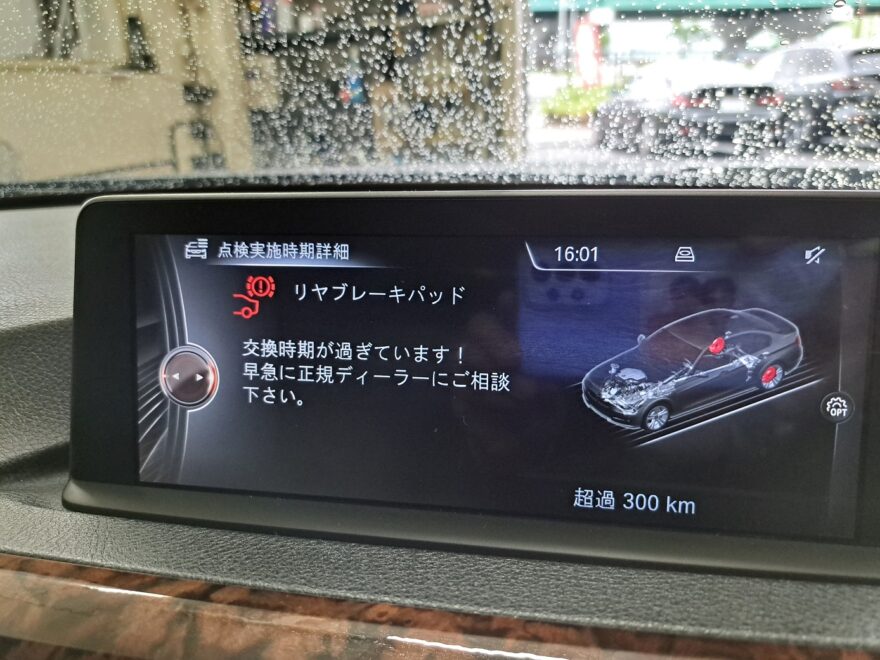 点検実施時期詳細
16:01
リヤブレーキパッド
交換時期が過ぎています！
早急に正規ディーラーにご相談
下さい。
OPT
超過 300 km